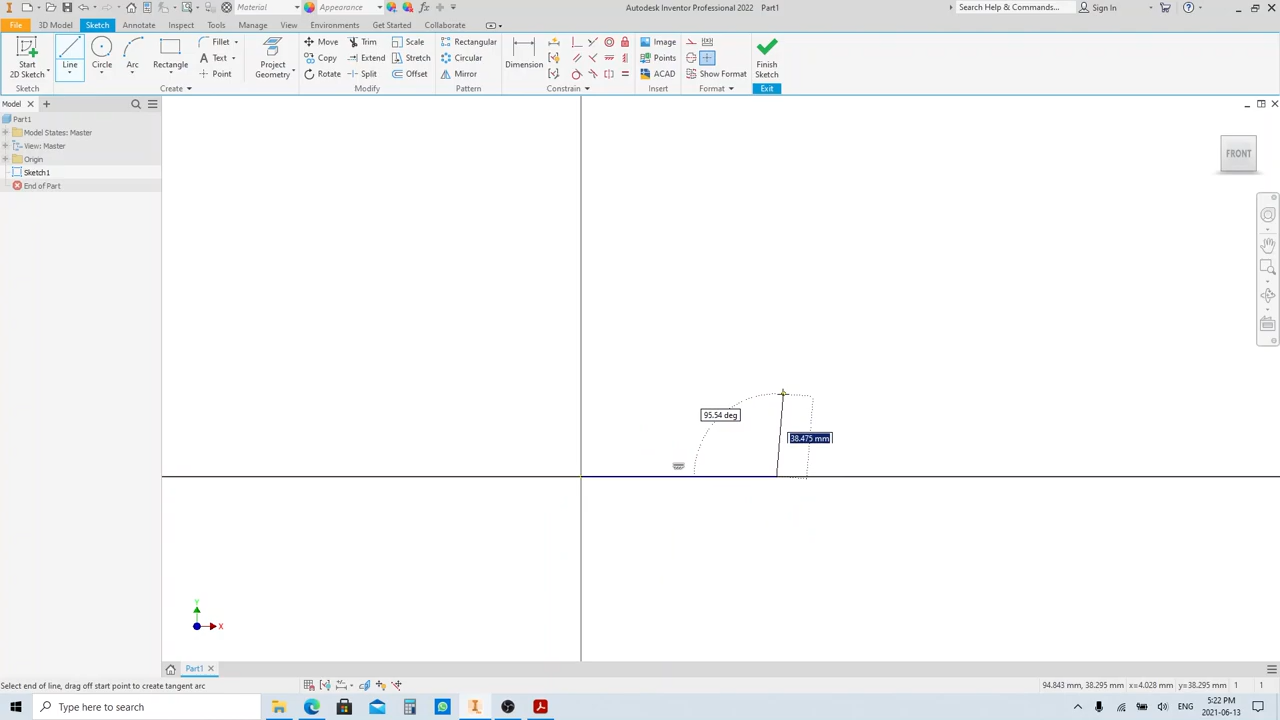 Material
Appearance
Autodesk Inventor Professional 2022 Part1
Search Help & Commands...
Sign In
File
3D Model
Sketch
Annotate
Inspect
Tools
Manage
View
Environments
Get Started
Collaborate
Start
2D Sketch
Line
Circle
Arc
Rectangle
Fillet
Text
Point
Project
Geometry
Move
Copy
Rotate
Trim
Extend
Split
Scale
Stretch
Offset
Rectangular
Circular
Mirror
Dimension
Image
Points
ACAD
Show Format
Finish
Sketch
Sketch
Create
Modify
Pattern
Constrain
Insert
Format
Exit
Model
Part1
Model States: Master
View: Master
Origin
Sketch1
End of Part
FRONT
95.54 deg
38.475 mm
Y
X
Part1
Select end of line, drag off start point to create tangent arc
94.843 mm, 38.295 mm x=4.028 mm y=38.295 mm 1 1
Type here to search
ENG
5:22 PM
2021-06-13